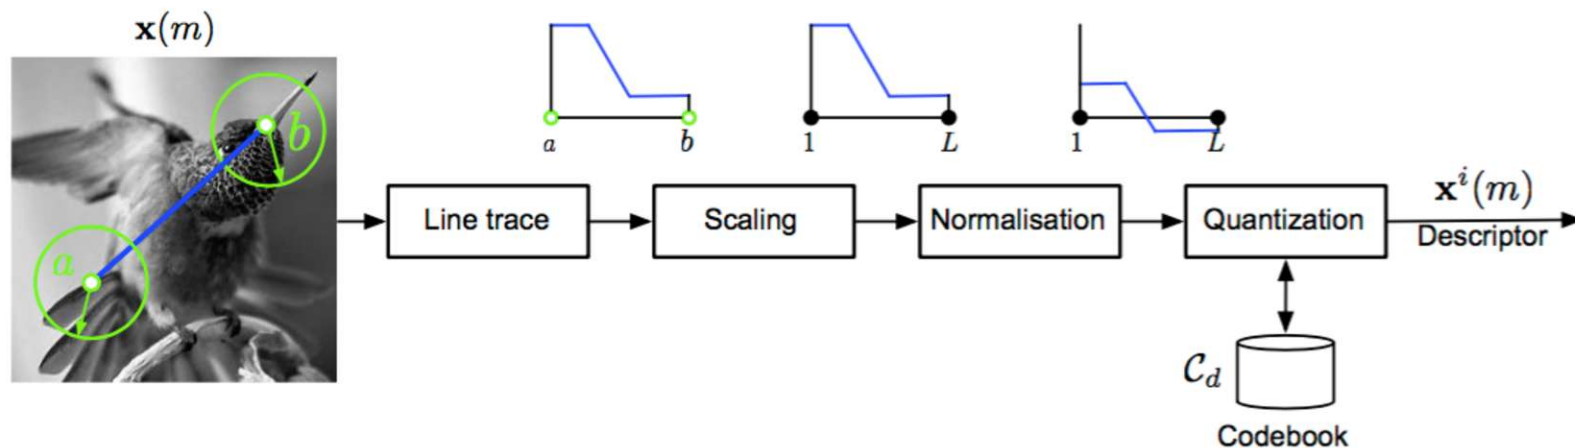 x(m)
a
b
a b
1 L
1 L
Line trace
Scaling
Normalisation
Quantization
x^i(m)
Descriptor
C_d
Codebook